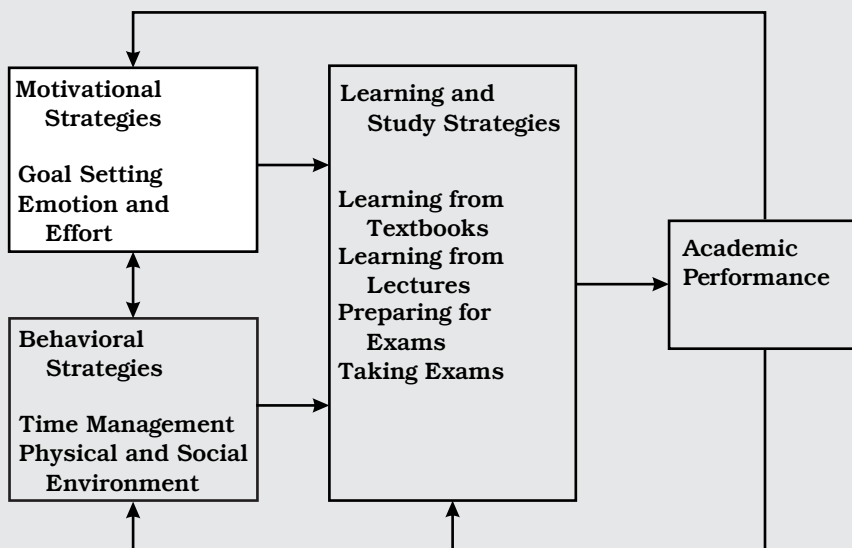 Motivational
Strategies
Goal Setting
Emotion and
Effort
Behavioral
Strategies
Time Management
Physical and Social
Environment
Learning and
Study Strategies
Learning from
Textbooks
Learning from
Lectures
Preparing for
Exams
Taking Exams
Academic
Performance